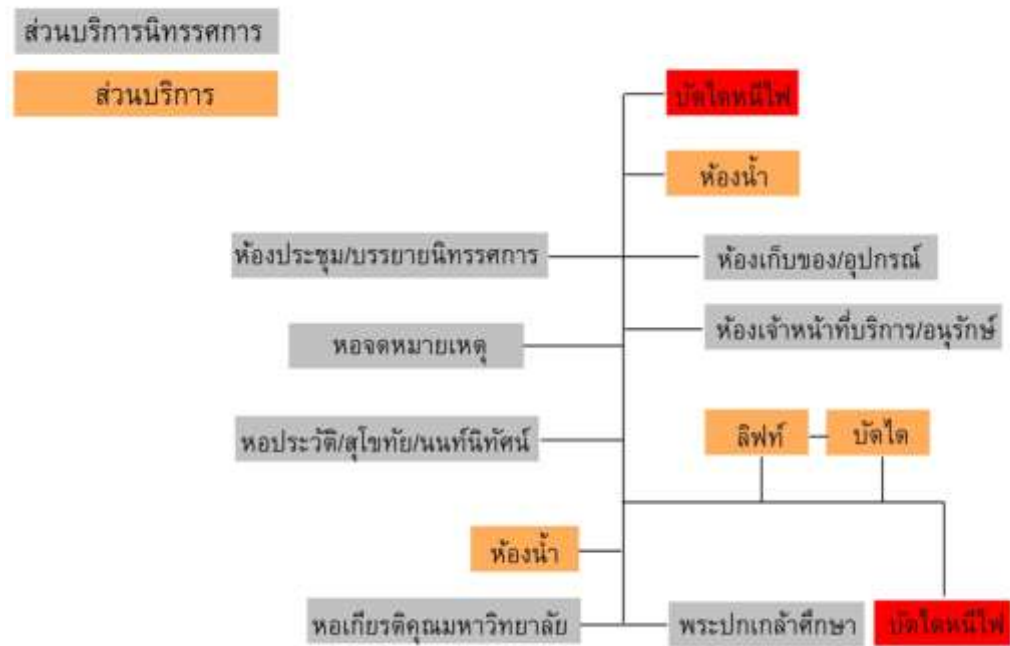 ส่วนบริการนิทรรศการ
ส่วนบริการ
บัดใดหนีไฟ
ห้องน้ำ
ห้องประชุม/บรรยายนิทรรศการ
ห้องเก็บของ/อุปกรณ์
ห้องเจ้าหน้าที่บริการ/อนุรักษ์
หอจดหมายเหตุ
ลิฟท์
บัดได
หอประวัติ/สุโขทัย/นนท์นิทัศน์
ห้องน้ำ
หอเกียรติคุณมหาวิทยาลัย
พระปกเกล้าศึกษา
บัดใดหนีไฟ